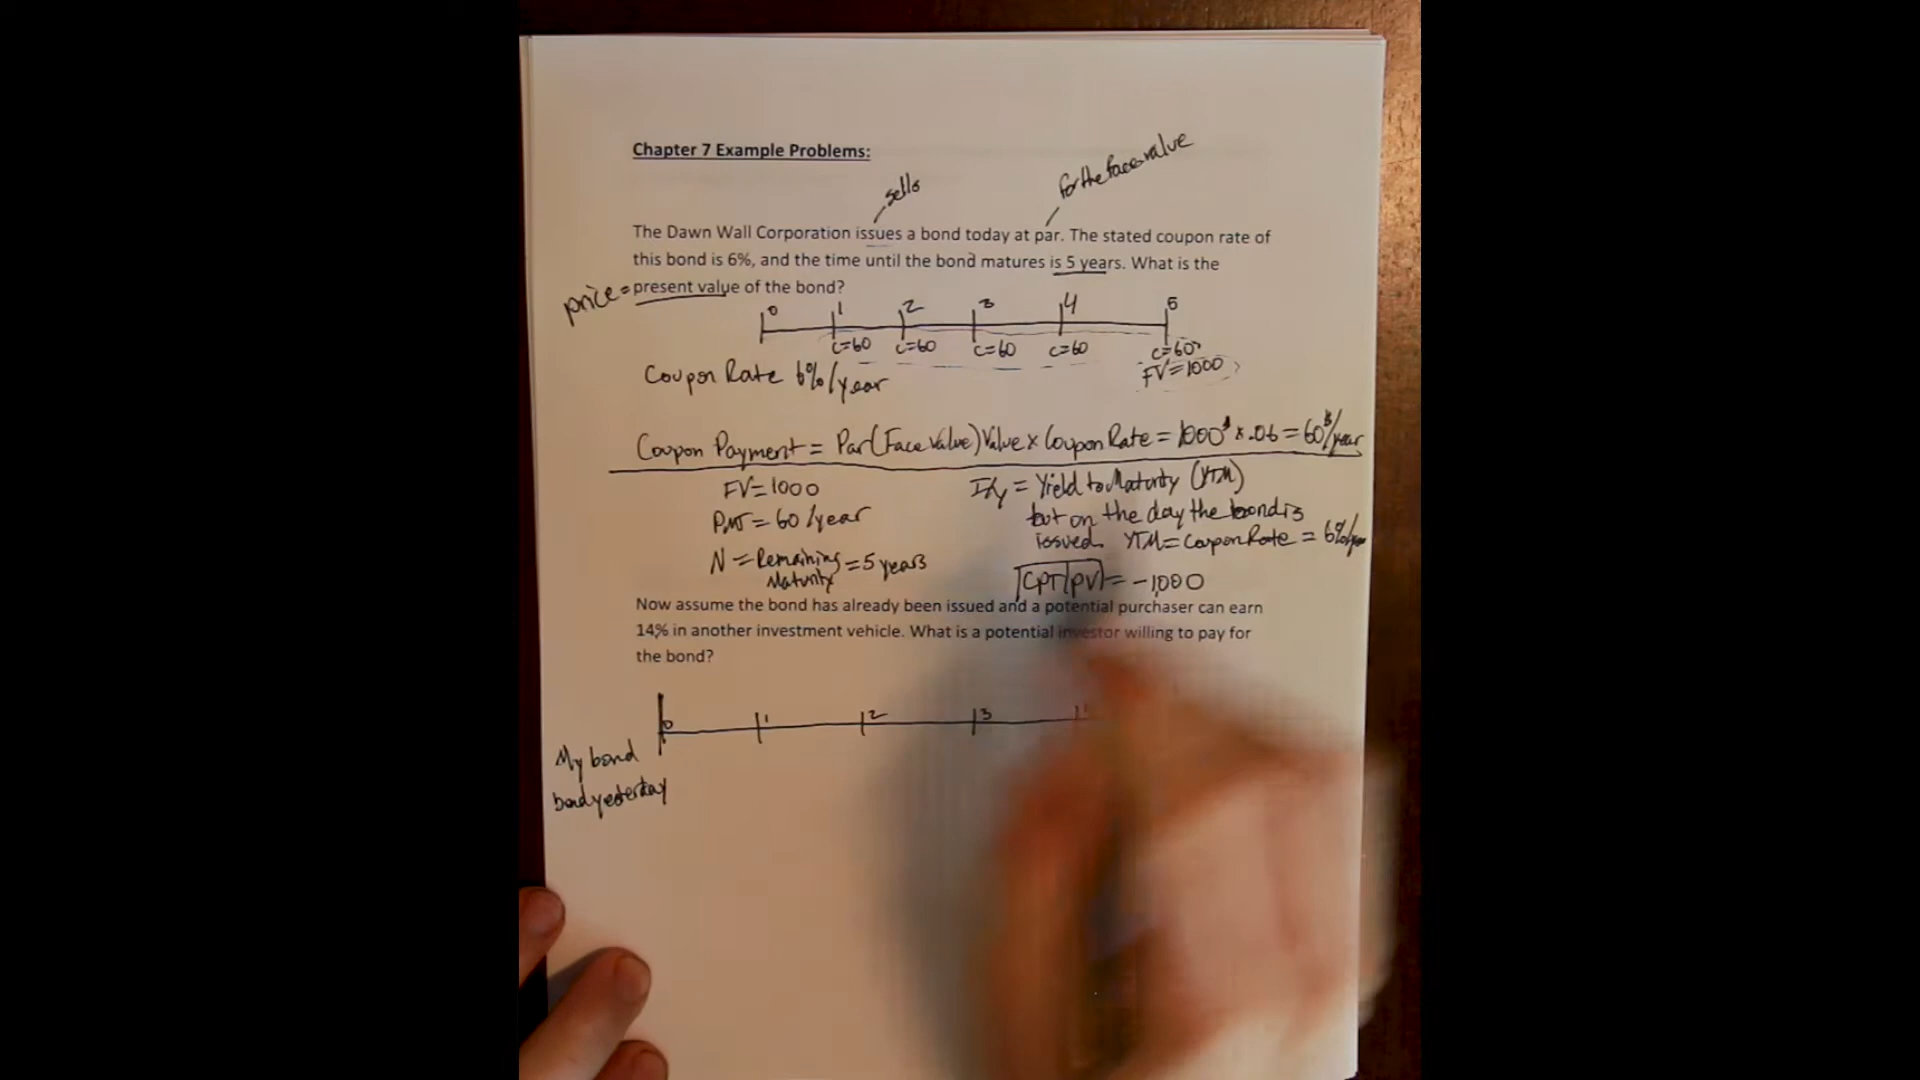 Chapter 7 Example Problems:
sells
for the face value
The Dawn Wall Corporation issues a bond today at par. The stated coupon rate of
this bond is 6%, and the time until the bond matures is 5 years. What is the
price = present value of the bond?
0 1 2 3 4 5
C=60 C=60 C=60 C=60 C=60
FV=1000
Coupon Rate 6%/year
Coupon Payment = Par(Face Value) Value x Coupon Rate = 1000$ x .06 = 60$/year
FV=1000
PMT = 60/year
N = Remaining Maturity = 5 years
I/y = Yield to Maturity (YTM)
but on the day the bond is
issued YTM = Coupon Rate = 6%/year
CPT PV = -1,000
Now assume the bond has already been issued and a potential purchaser can earn
14% in another investment vehicle. What is a potential investor willing to pay for
the bond?
0 1 2 3
My bond
yesterday